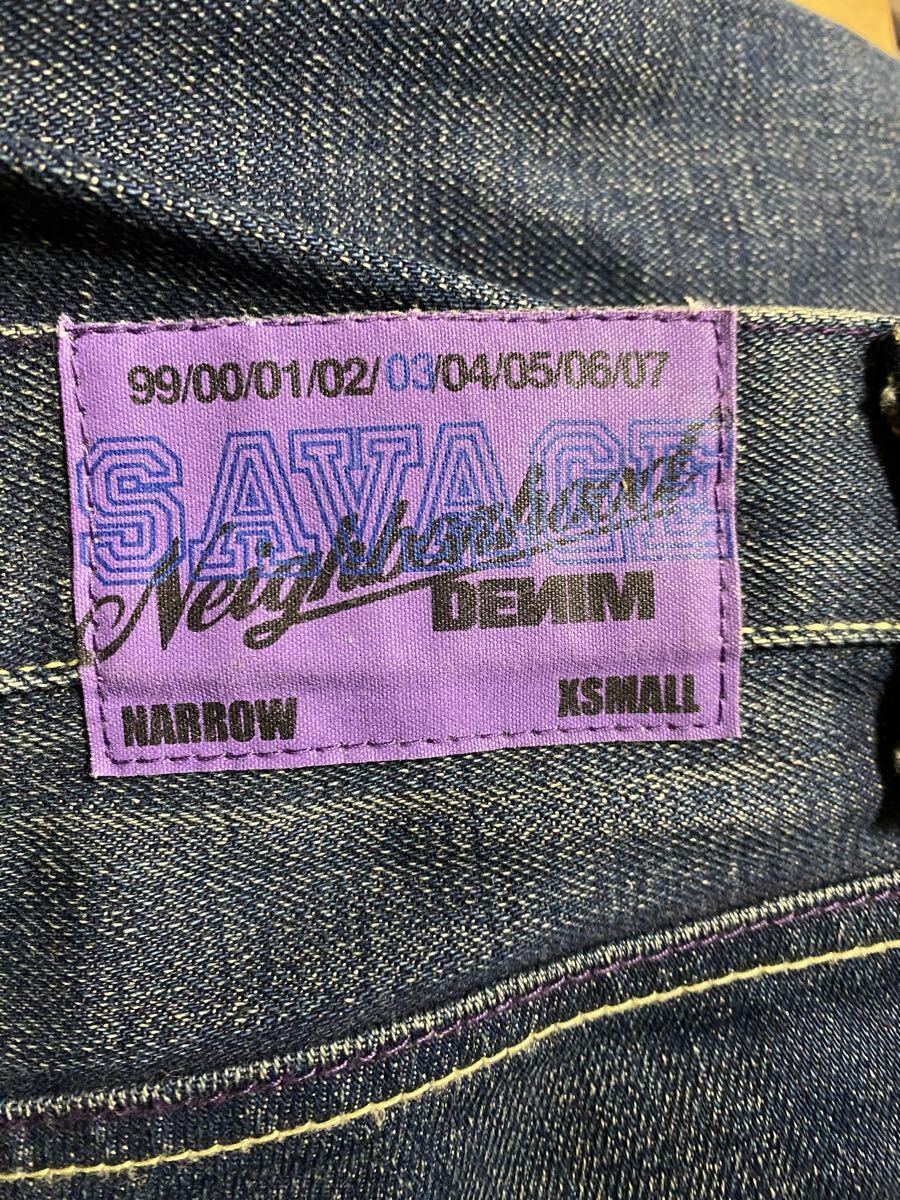 99/00/01/02/03/04/05/06/07
SAVAGE
Neighborhood
DENIM
NARROW XSMALL